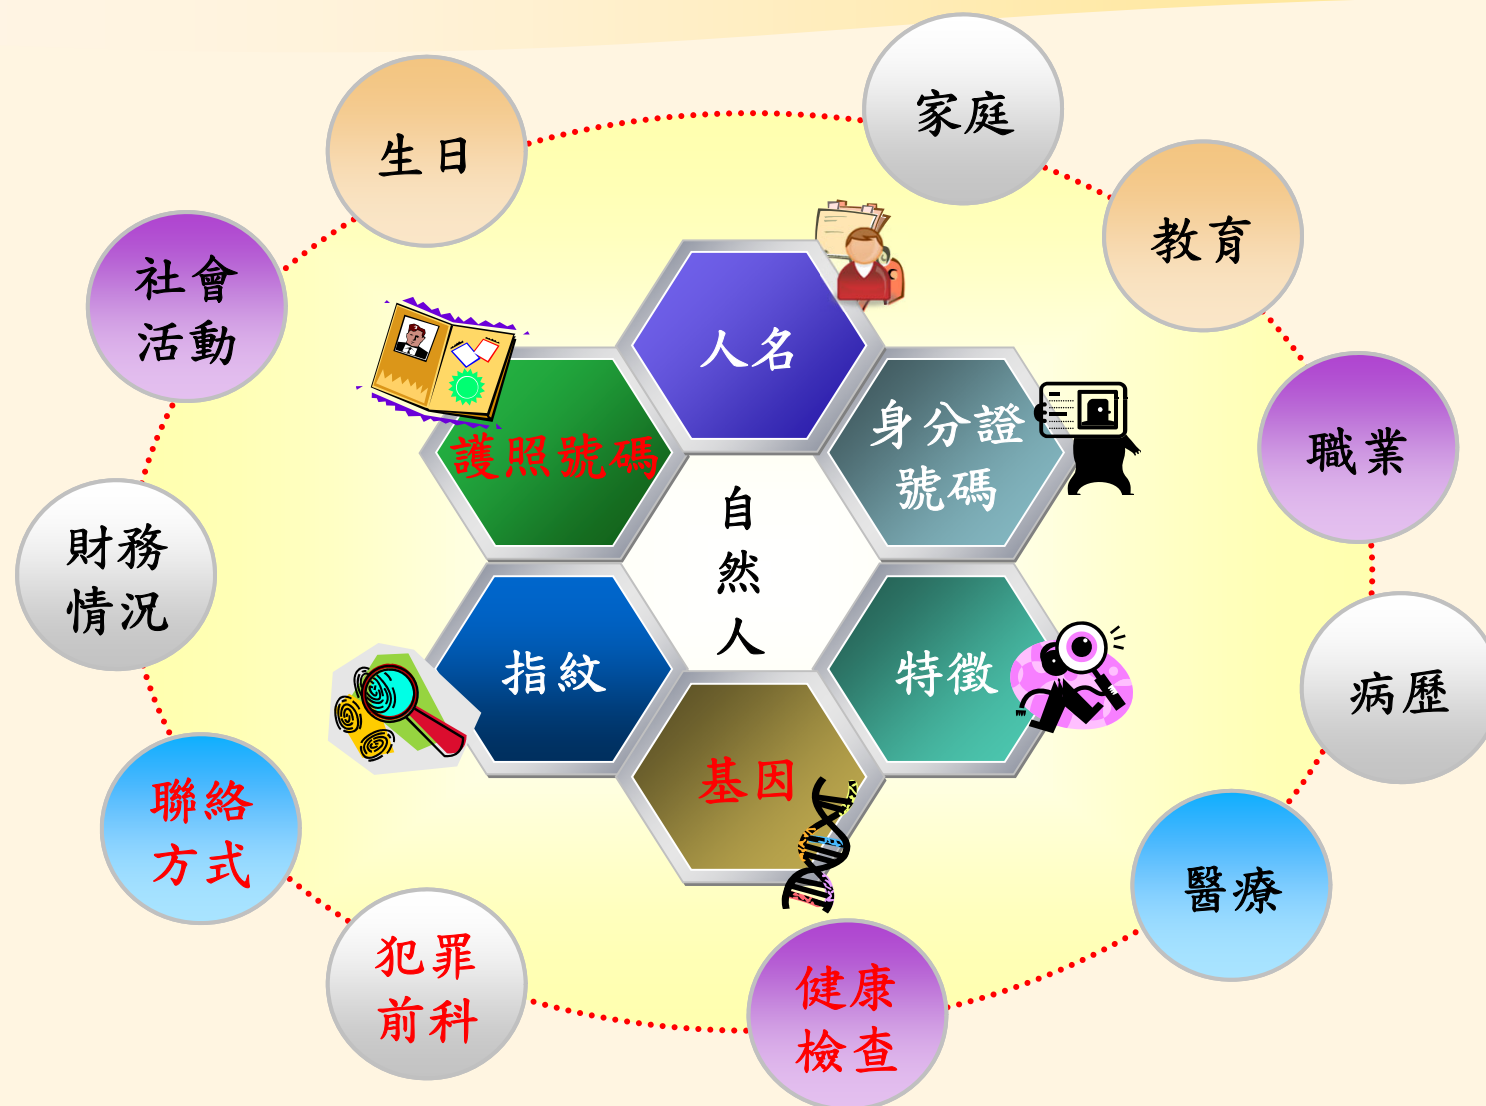 家庭
生日
教育
社會
活動
人名
職業
護照號碼
身分證
號碼
自
然
人
財務
情況
指紋
特徵
病歷
基因
聯絡
方式
醫療
犯罪
前科
健康
檢查